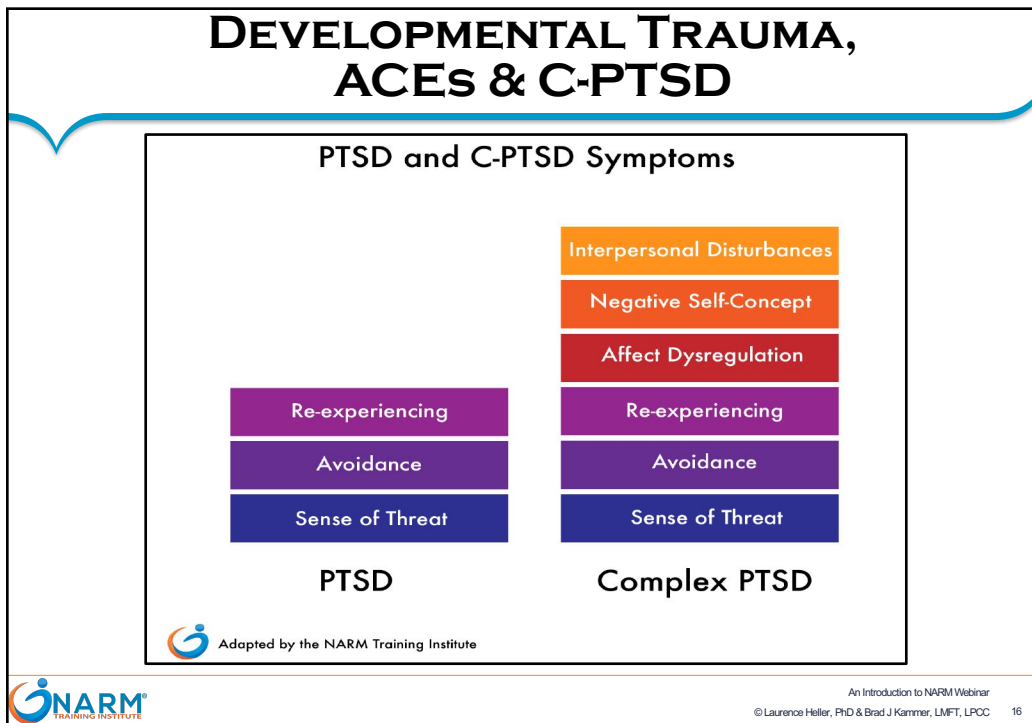 DEVELOPMENTAL TRAUMA,
ACES & C-PTSD
PTSD and C-PTSD Symptoms
Interpersonal Disturbances
Negative Self-Concept
Affect Dysregulation
Re-experiencing
Avoidance
Sense of Threat
PTSD
Re-experiencing
Avoidance
Sense of Threat
Complex PTSD
Adapted by the NARM Training Institute
NARM®
TRAINING INSTITUTE
An Introduction to NARM Webinar
© Laurence Heller, PhD & Brad J Kammer, LMFT, LPCC 16